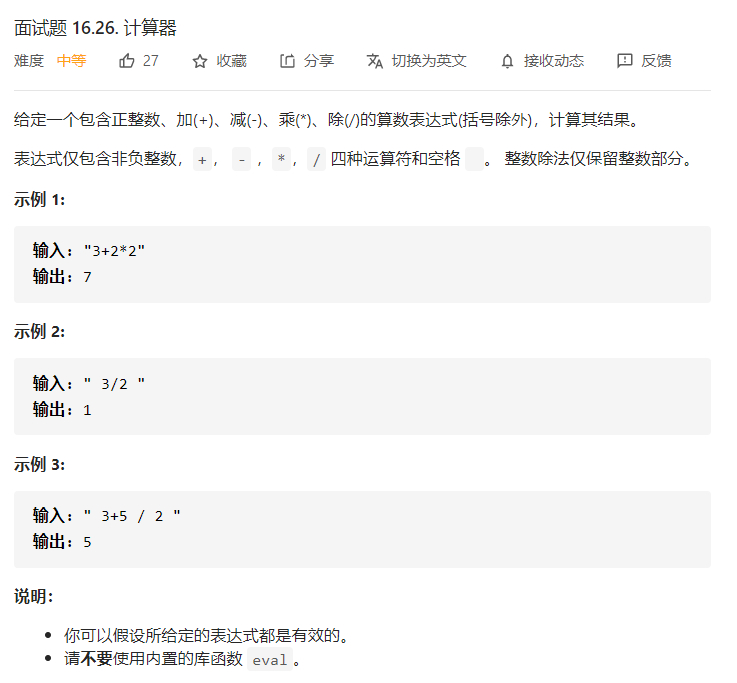 面试题 16.26. 计算器
难度 中等 27 收藏 分享 切换为英文 接收动态 反馈
给定一个包含正整数、加(+)、减(-)、乘(*)、除(/)的算数表达式(括号除外)，计算其结果。
表达式仅包含非负整数，+， - ，*，/ 四种运算符和空格 。 整数除法仅保留整数部分。
示例 1:
输入："3+2*2"
输出：7
示例 2:
输入：" 3/2 "
输出：1
示例 3:
输入：" 3+5 / 2 "
输出：5
说明：
• 你可以假设所给定的表达式都是有效的。
• 请不要使用内置的库函数 eval。